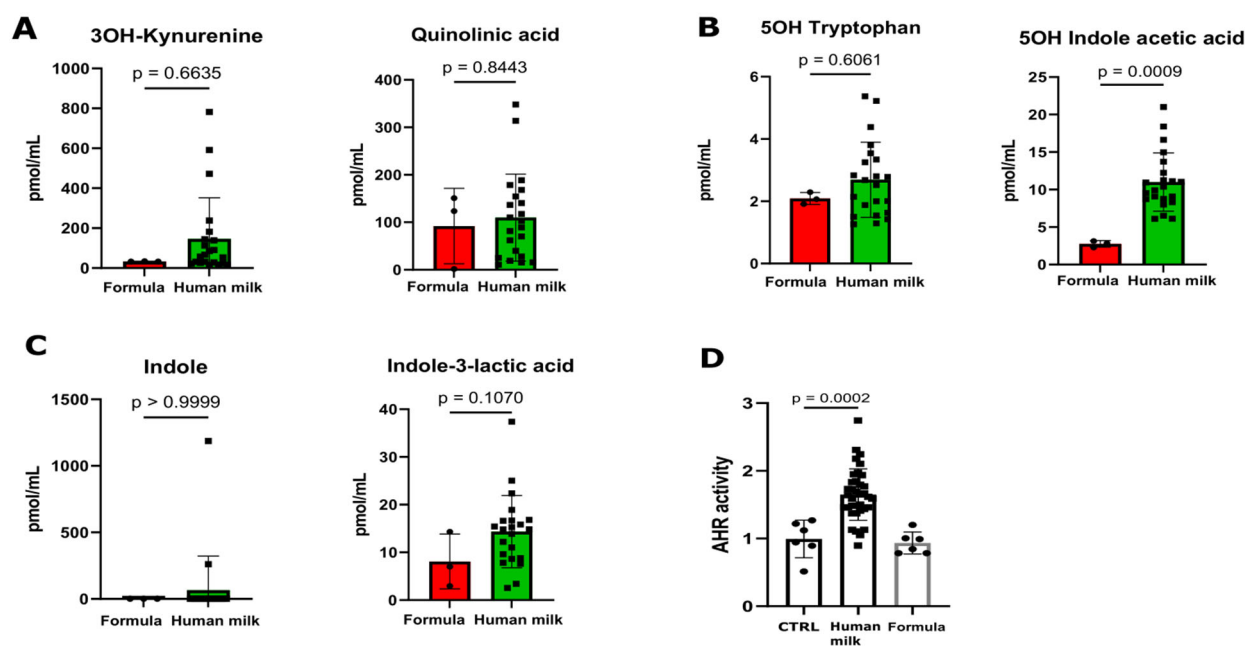 A
3OH-Kynurenine
p = 0.6635
pmol/mL
1000
800
600
400
200
0
Formula Human milk
Quinolinic acid
p = 0.8443
pmol/mL
400
300
200
100
0
Formula Human milk
B
5OH Tryptophan
p = 0.6061
pmol/mL
6
4
2
0
Formula Human milk
5OH Indole acetic acid
p = 0.0009
pmol/mL
25
20
15
10
5
0
Formula Human milk
C
Indole
p > 0.9999
pmol/mL
1500
1000
500
0
Formula Human milk
Indole-3-lactic acid
p = 0.1070
pmol/mL
40
30
20
10
0
Formula Human milk
D
p = 0.0002
AHR activity
3
2
1
0
CTRL Human Formula
milk